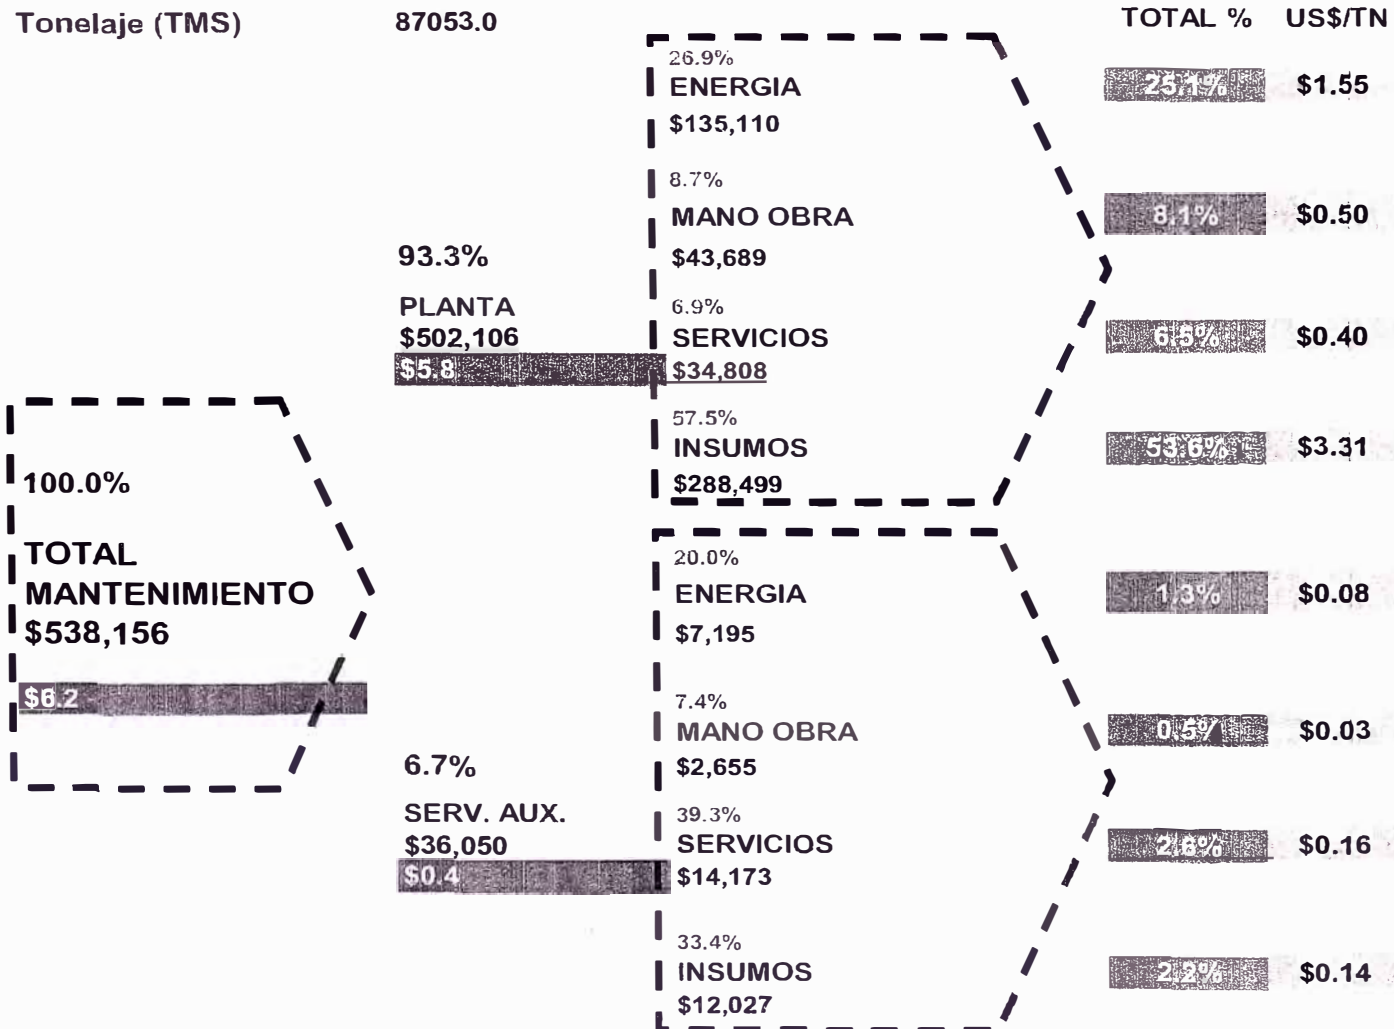 Tonelaje (TMS) 87053.0
TOTAL % US$/TN
100.0%
TOTAL
MANTENIMIENTO
$538,156
$6.2
93.3%
PLANTA
$502,106
$5.8
26.9%
ENERGIA
$135,110
25.1% $1.55
8.7%
MANO OBRA
$43,689
8.1% $0.50
6.9%
SERVICIOS
$34,808
6.5% $0.40
57.5%
INSUMOS
$288,499
53.6% $3.31
6.7%
SERV. AUX.
$36,050
$0.4
20.0%
ENERGIA
$7,195
1.3% $0.08
7.4%
MANO OBRA
$2,655
0.5% $0.03
39.3%
SERVICIOS
$14,173
2.6% $0.16
33.4%
INSUMOS
$12,027
2.2% $0.14